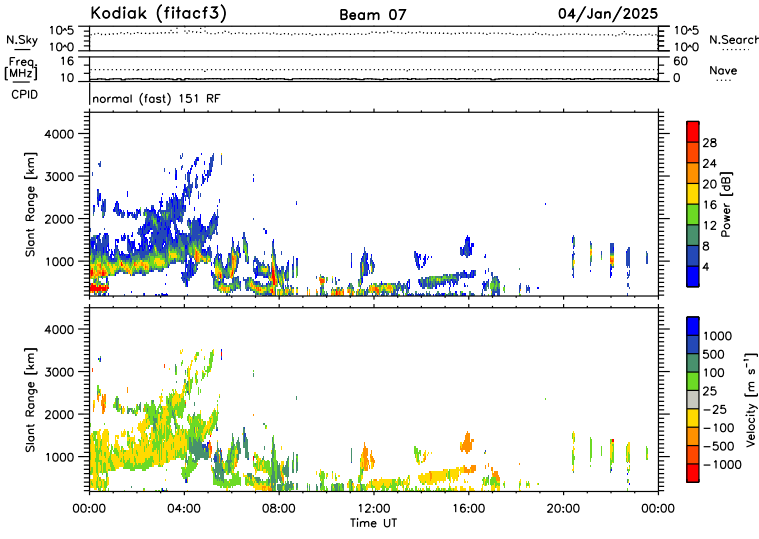 Kodiak (fitacf3) Beam 07 04/Jan/2025
N.Sky 10^5 10^0 10^5 10^0 N.Search
Freq. [MHz] 16 10 60 0 Nave
CPID normal (fast) 151 RF
Slant Range [km] 4000 3000 2000 1000
Power [dB] 28 24 20 16 12 8 4
Slant Range [km] 4000 3000 2000 1000
Velocity [m s⁻¹] 1000 500 100 25 −25 −100 −500 −1000
00:00 04:00 08:00 12:00 16:00 20:00 00:00
Time UT